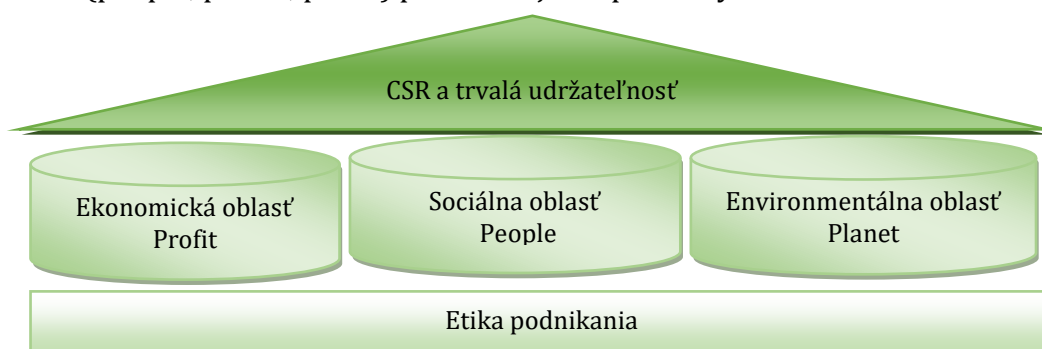 CSR a trvalá udržateľnosť
Ekonomická oblasť
Profit
Sociálna oblasť
People
Environmentálna oblasť
Planet
Etika podnikania